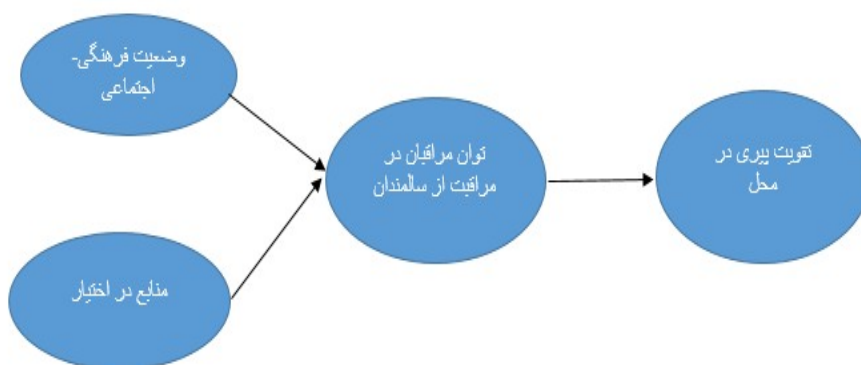 وضعیت فرهنگی-
اجتماعی
توان مراقبان در
مراقبت از سالمندان
تقویت پیری در
محل
منابع در اختیار